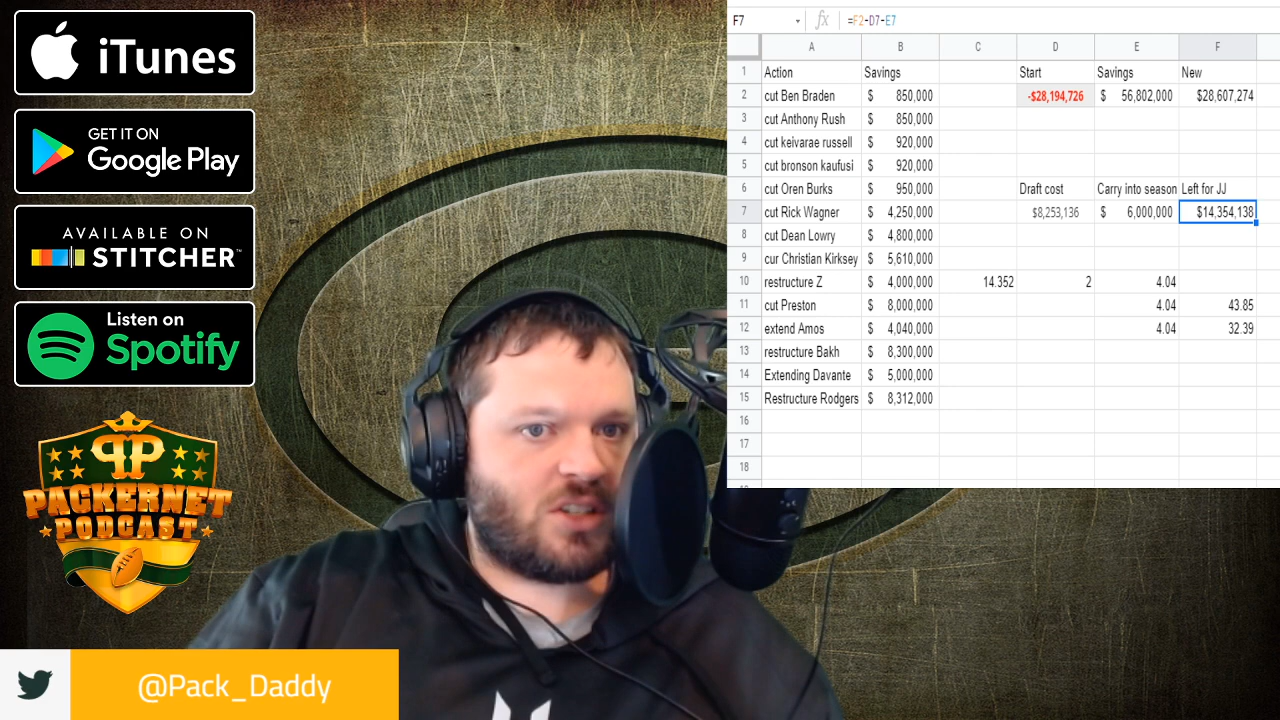 iTunes
GET IT ON
Google Play
AVAILABLE ON
STITCHER
Listen on
Spotify
PP
PACKERNET
PODCAST
@Pack_Daddy
F7 fx =F2-D7-E7
A B C D E F
1 Action Savings Start Savings New
2 cut Ben Braden $ 850,000 -$28,194,726 $ 56,802,000 $28,607,274
3 cut Anthony Rush $ 850,000
4 cut keivarae russell $ 920,000
5 cut bronson kaufusi $ 920,000
6 cut Oren Burks $ 950,000 Draft cost Carry into season Left for JJ
7 cut Rick Wagner $ 4,250,000 $8,253,136 $ 6,000,000 $14,354,138
8 cut Dean Lowry $ 4,800,000
9 cur Christian Kirksey $ 5,610,000
10 restructure Z $ 4,000,000 14.352 2 4.04
11 cut Preston $ 8,000,000 4.04 43.85
12 extend Amos $ 4,040,000 4.04 32.39
13 restructure Bakh $ 8,300,000
14 Extending Davante $ 5,000,000
15 Restructure Rodgers $ 8,312,000
16
17
18